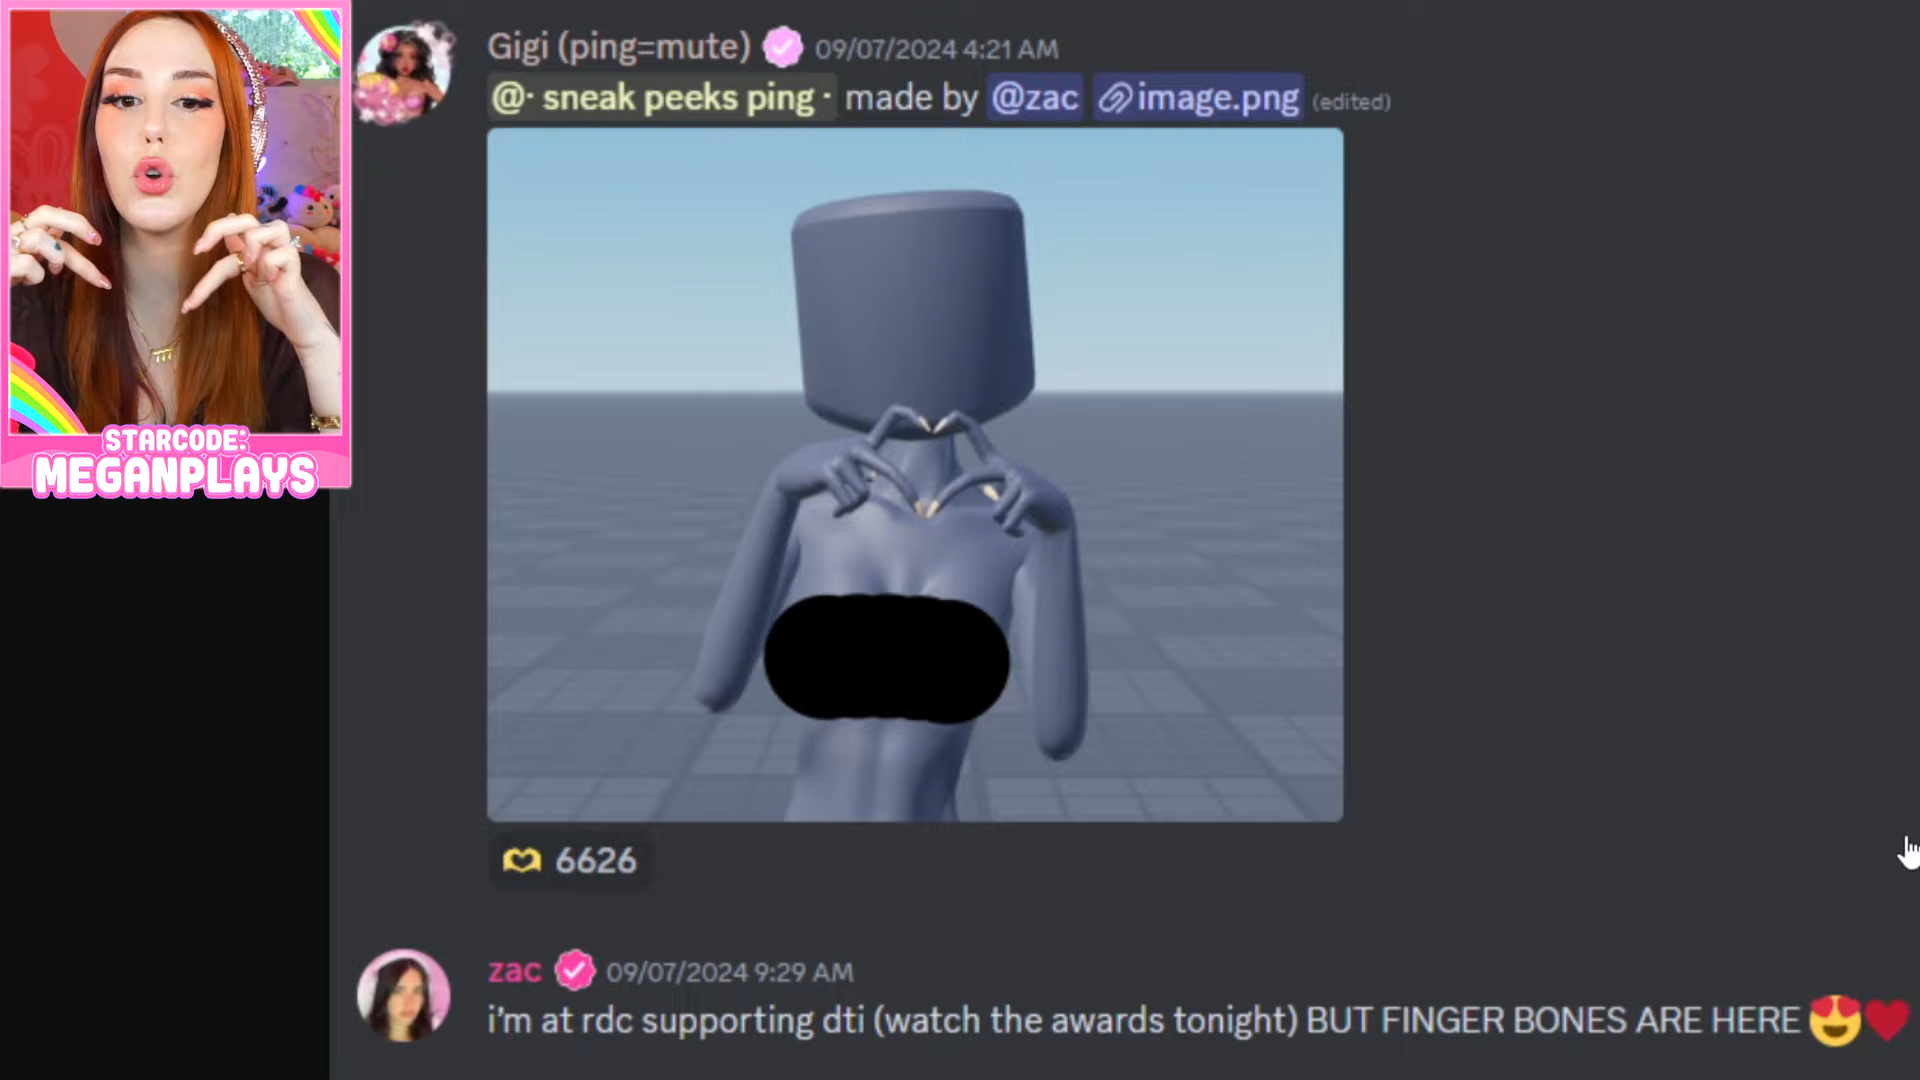 Gigi (ping=mute) 09/07/2024 4:21 AM
@· sneak peeks ping · made by @zac image.png (edited)
STARCODE:
MEGANPLAYS
6626
zac 09/07/2024 9:29 AM
i'm at rdc supporting dti (watch the awards tonight) BUT FINGER BONES ARE HERE 😍❤️